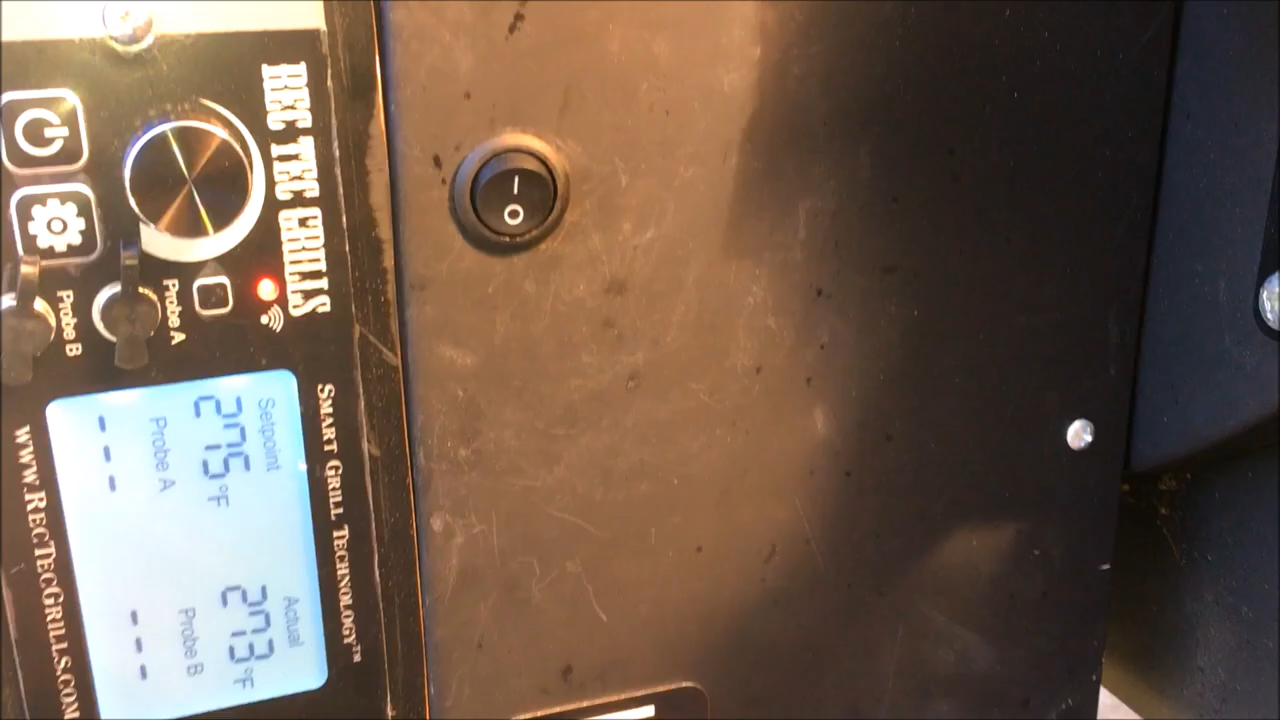 REC TEC GRILLS
Probe A
Probe B
SMART GRILL TECHNOLOGY™
Setpoint
Actual
275°F
273°F
Probe A
Probe B
--- 
---
WWW.RECTECGRILLS.COM
I
O